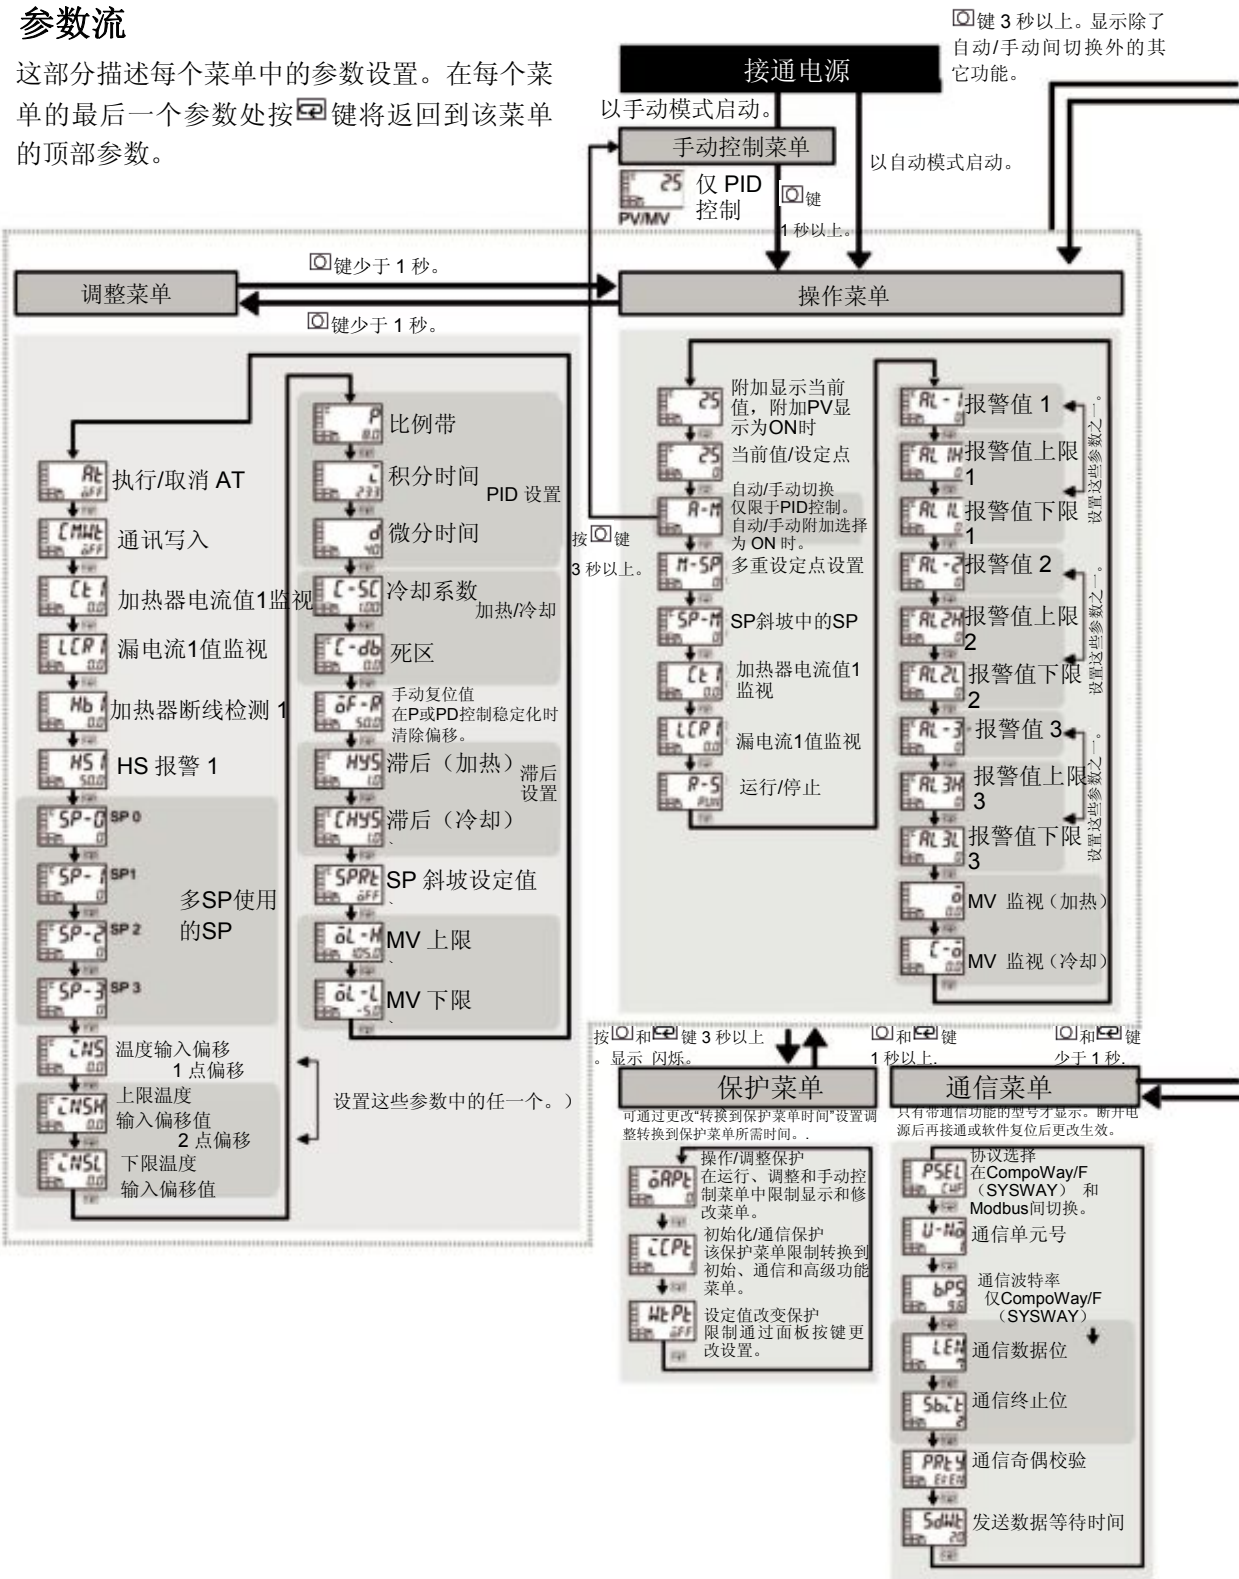 参数流
这部分描述每个菜单中的参数设置。在每个菜
单的最后一个参数处按键将返回到该菜单
的顶部参数。
键 3 秒以上。显示除了
自动/手动间切换外的其
它功能。
接通电源
以手动模式启动。
手动控制菜单
25
PV/MV
仅 PID
控制
键
1 秒以上。
以自动模式启动。
键少于 1 秒。
调整菜单
键少于 1 秒。
操作菜单
执行/取消 AT
通讯写入
加热器电流值1监视
漏电流1值监视
加热器断线检测 1
HS 报警 1
SP 0
SP1
SP 2
SP 3
多SP使用
的SP
温度输入偏移
1 点偏移
上限温度
输入偏移值
2 点偏移
下限温度
输入偏移值
设置这些参数中的任一个。）
比例带
积分时间
PID 设置
微分时间
冷却系数
加热/冷却
死区
手动复位值
在P或PD控制稳定化时
清除偏移。
滞后（加热）
滞后
设置
滞后（冷却）
SP 斜坡设定值
MV 上限
MV 下限
按键
3 秒以上。
附加显示当前
值，附加PV显
示为ON时
当前值/设定点
自动/手动切换
仅限于PID控制。
自动/手动附加选择
为 ON 时。
多重设定点设置
SP斜坡中的SP
加热器电流值1
监视
漏电流1值监视
运行/停止
报警值 1
报警值上限
1
报警值下限
1
设置这些参数之一。
报警值 2
报警值上限
2
报警值下限
2
设置这些参数之一。
报警值 3
报警值上限
3
报警值下限
3
设置这些参数之一。
MV 监视（加热）
MV 监视（冷却）
按和键 3 秒以上
。显示 闪烁。
和键
1 秒以上.
和键
少于 1 秒.
保护菜单
可通过更改“转换到保护菜单时间”设置调
整转换到保护菜单所需时间。.
操作/调整保护
在运行、调整和手动控
制菜单中限制显示和修
改菜单。
初始化/通信保护
该保护菜单限制转换到
初始、通信和高级功能
菜单。
设定值改变保护
限制通过面板按键更
改设置。
通信菜单
只有带通信功能的型号才显示。断开电
源后再接通或软件复位后更改生效。
协议选择
在CompoWay/F
（SYSWAY） 和
Modbus间切换。
通信单元号
通信波特率
仅CompoWay/F
（SYSWAY）
通信数据位
通信终止位
通信奇偶校验
发送数据等待时间